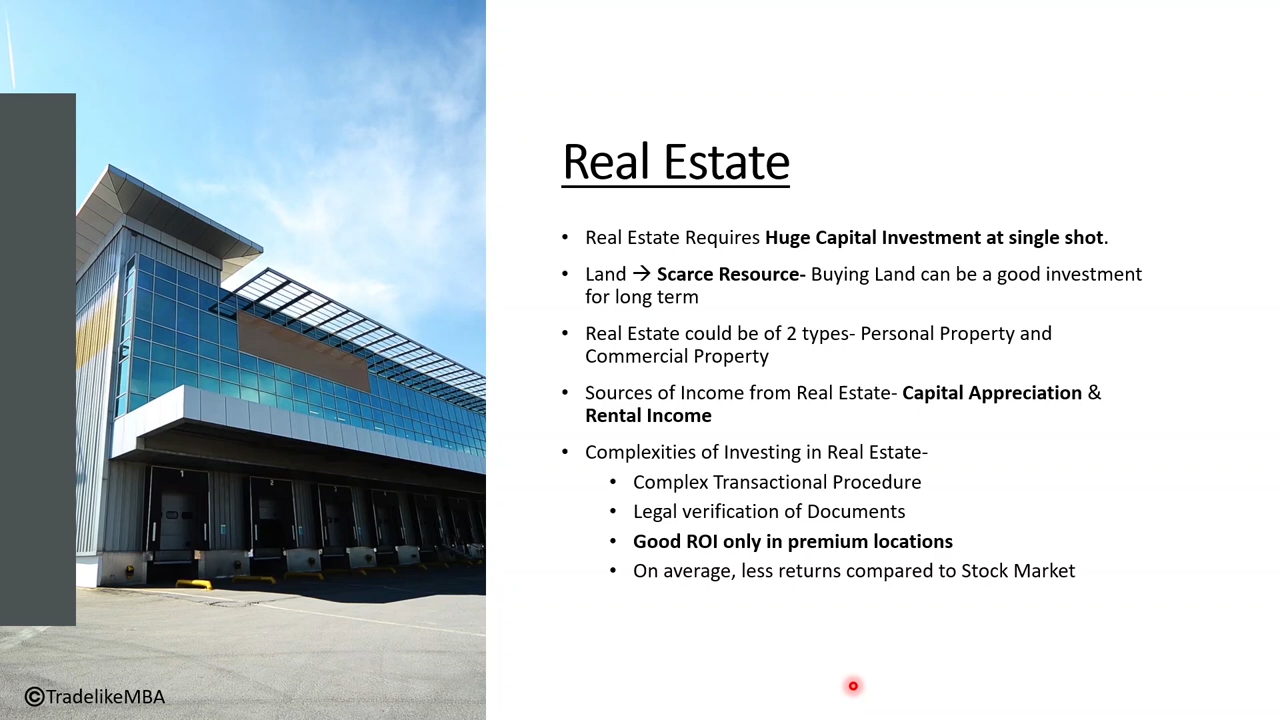 Real Estate
• Real Estate Requires Huge Capital Investment at single shot.
• Land → Scarce Resource- Buying Land can be a good investment
for long term
• Real Estate could be of 2 types- Personal Property and
Commercial Property
• Sources of Income from Real Estate- Capital Appreciation &
Rental Income
• Complexities of Investing in Real Estate-
• Complex Transactional Procedure
• Legal verification of Documents
• Good ROI only in premium locations
• On average, less returns compared to Stock Market
1
2
©TradelikeMBA